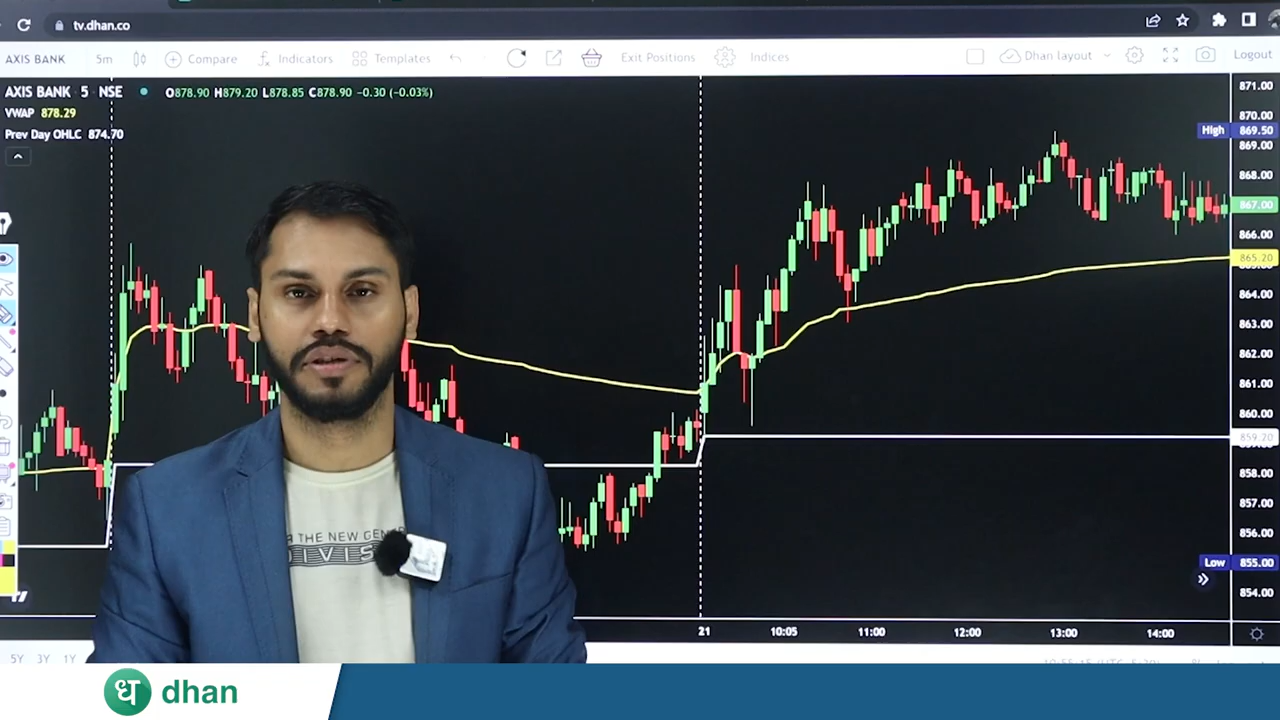 tv.dhan.co
AXIS BANK 5m Compare Indicators Templates Exit Positions Indices Dhan layout Logout
AXIS BANK 5 NSE O878.90 H879.20 L878.85 C878.90 −0.30 (−0.03%)
VWAP 878.29
Prev Day OHLC 874.70
871.00
870.00
High 869.50
869.00
868.00
867.00
866.00
865.20
864.00
863.00
862.00
861.00
860.00
859.20
858.00
857.00
856.00
Low 855.00
854.00
THE NEW
21 10:05 11:00 12:00 13:00 14:00
5Y 3Y 1Y
ध dhan